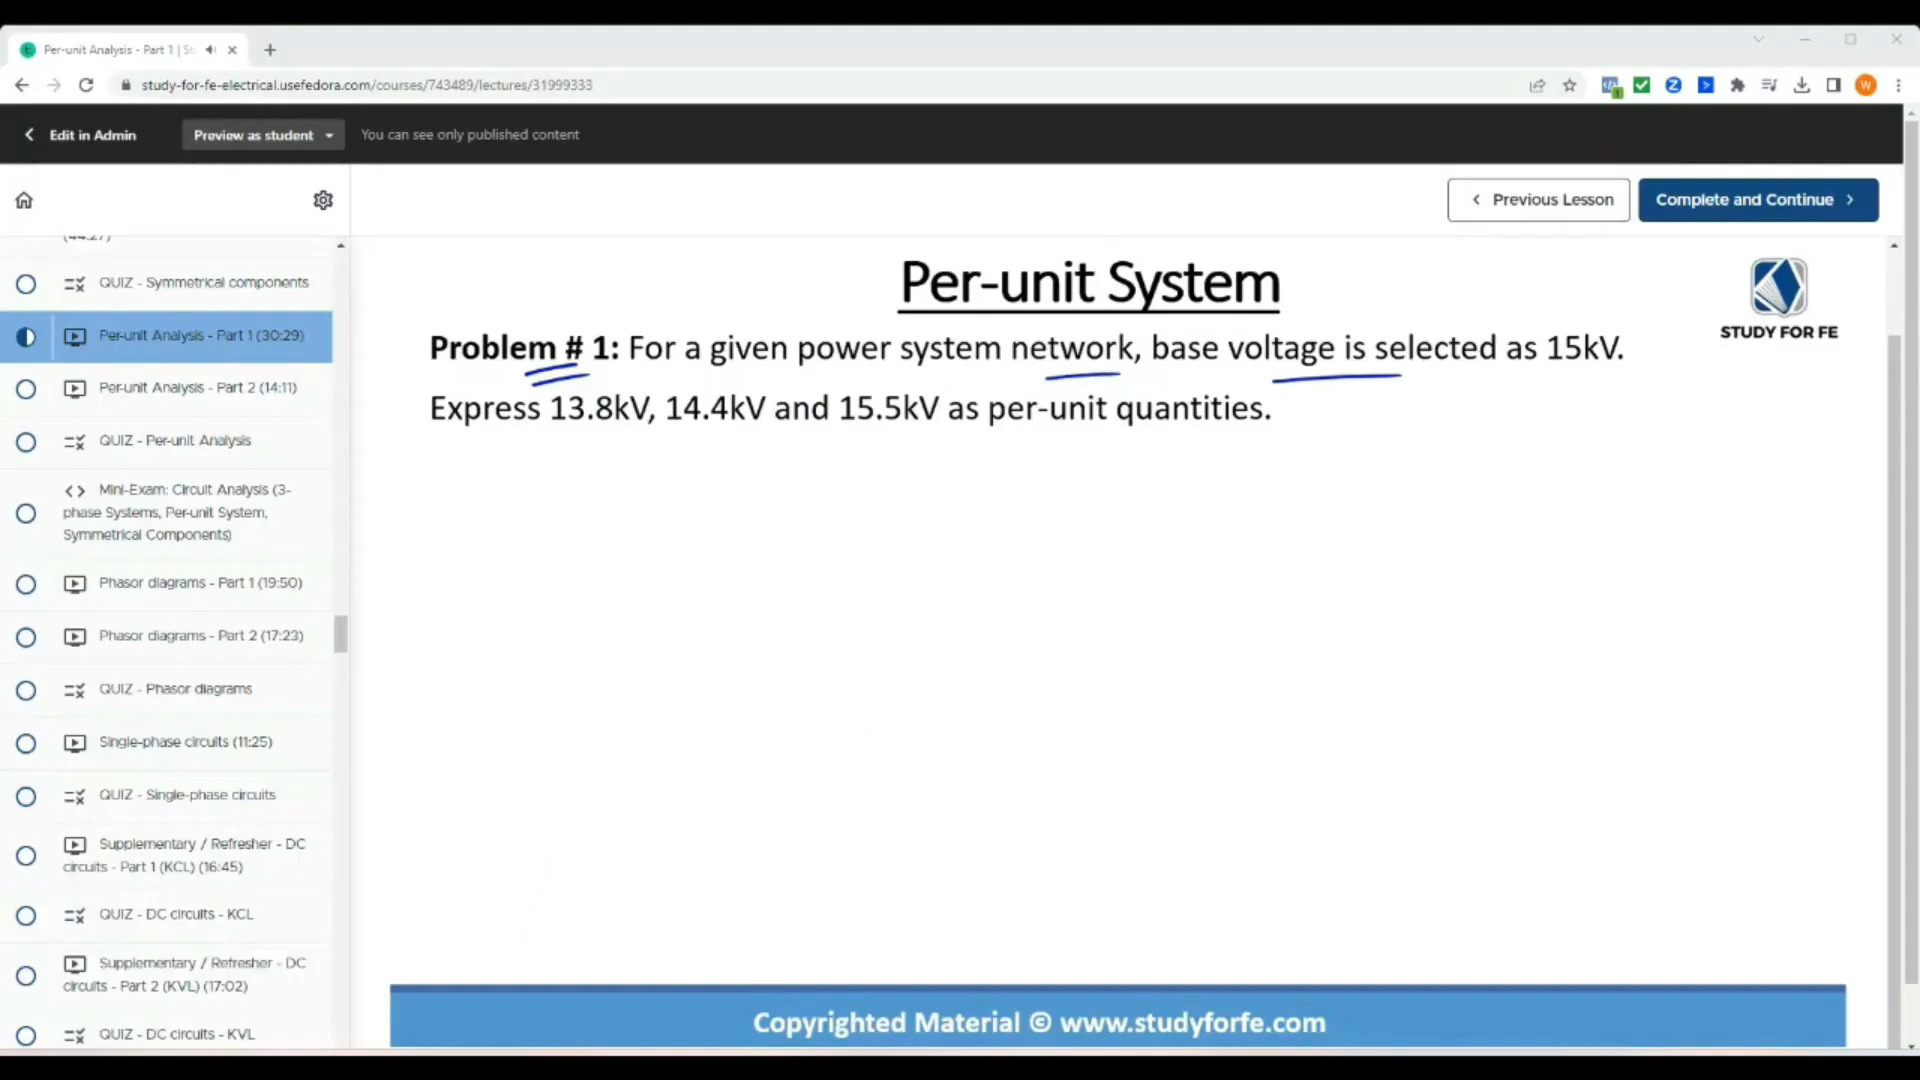 Per-unit Analysis - Part 1 | St
study-for-fe-electrical.usefedora.com/courses/743489/lectures/31999333
W
Edit in Admin
Preview as student
You can see only published content
Previous Lesson
Complete and Continue
(44:27)
QUIZ - Symmetrical components
Per-unit Analysis - Part 1 (30:29)
Per-unit Analysis - Part 2 (14:11)
QUIZ - Per-unit Analysis
Mini-Exam: Circuit Analysis (3-
phase Systems, Per-unit System,
Symmetrical Components)
Phasor diagrams - Part 1 (19:50)
Phasor diagrams - Part 2 (17:23)
QUIZ - Phasor diagrams
Single-phase circuits (11:25)
QUIZ - Single-phase circuits
Supplementary / Refresher - DC
circuits - Part 1 (KCL) (16:45)
QUIZ - DC circuits - KCL
Supplementary / Refresher - DC
circuits - Part 2 (KVL) (17:02)
QUIZ - DC circuits - KVL
Per-unit System
STUDY FOR FE
Problem # 1: For a given power system network, base voltage is selected as 15kV.
Express 13.8kV, 14.4kV and 15.5kV as per-unit quantities.
Copyrighted Material © www.studyforfe.com